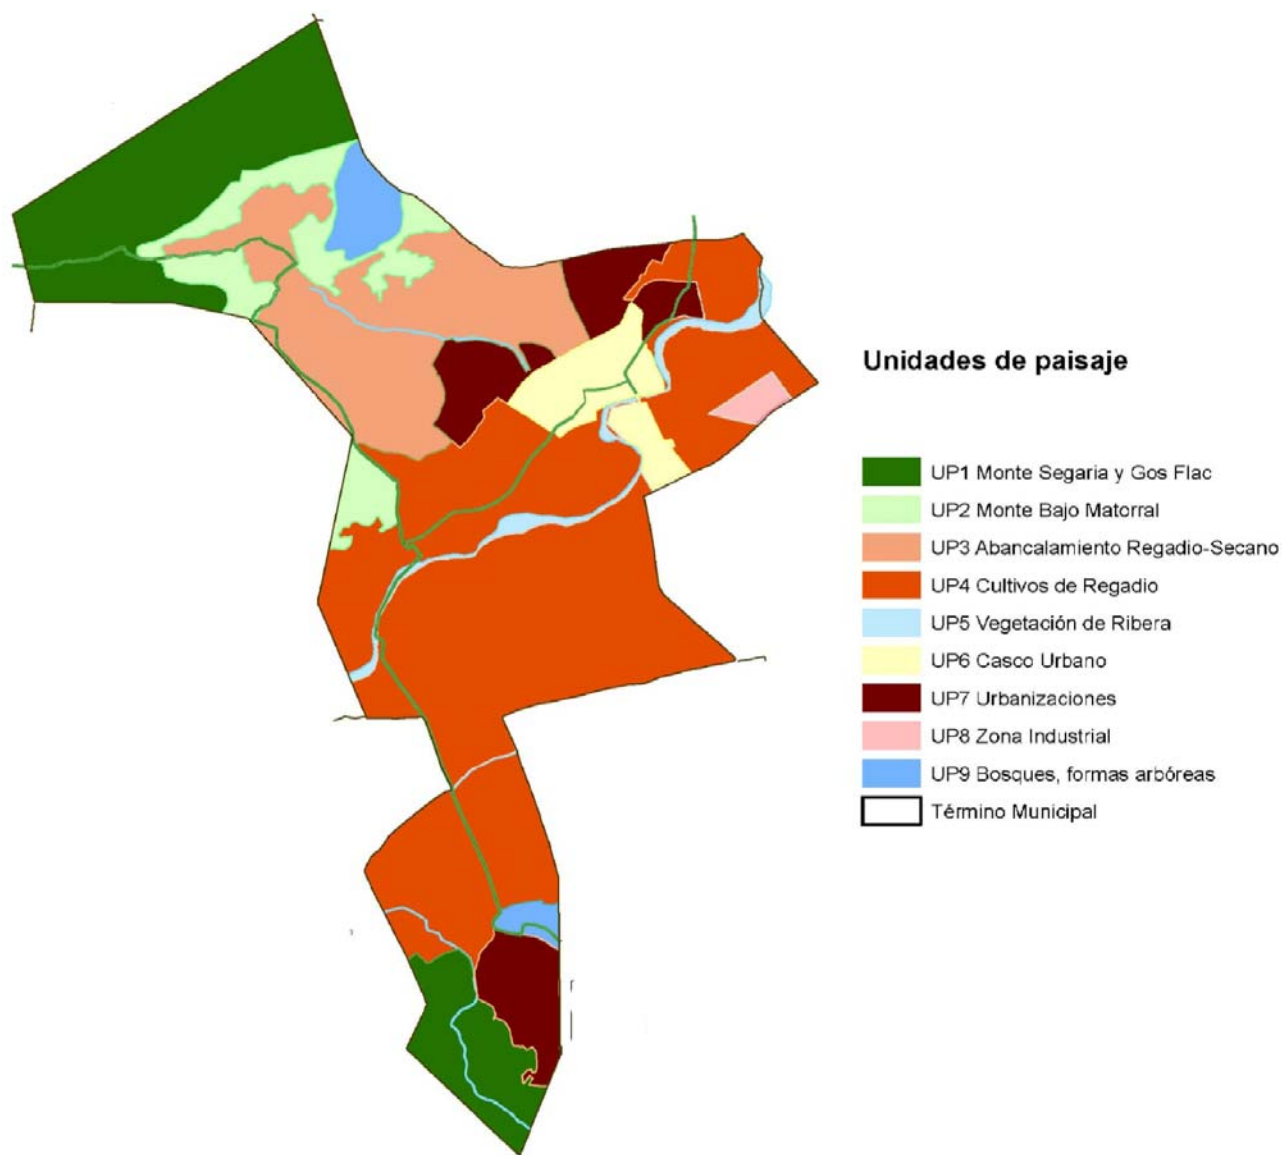 Unidades de paisaje
UP1 Monte Segaria y Gos Flac
UP2 Monte Bajo Matorral
UP3 Abancalamiento Regadio-Secano
UP4 Cultivos de Regadio
UP5 Vegetación de Ribera
UP6 Casco Urbano
UP7 Urbanizaciones
UP8 Zona Industrial
UP9 Bosques, formas arbóreas
Término Municipal